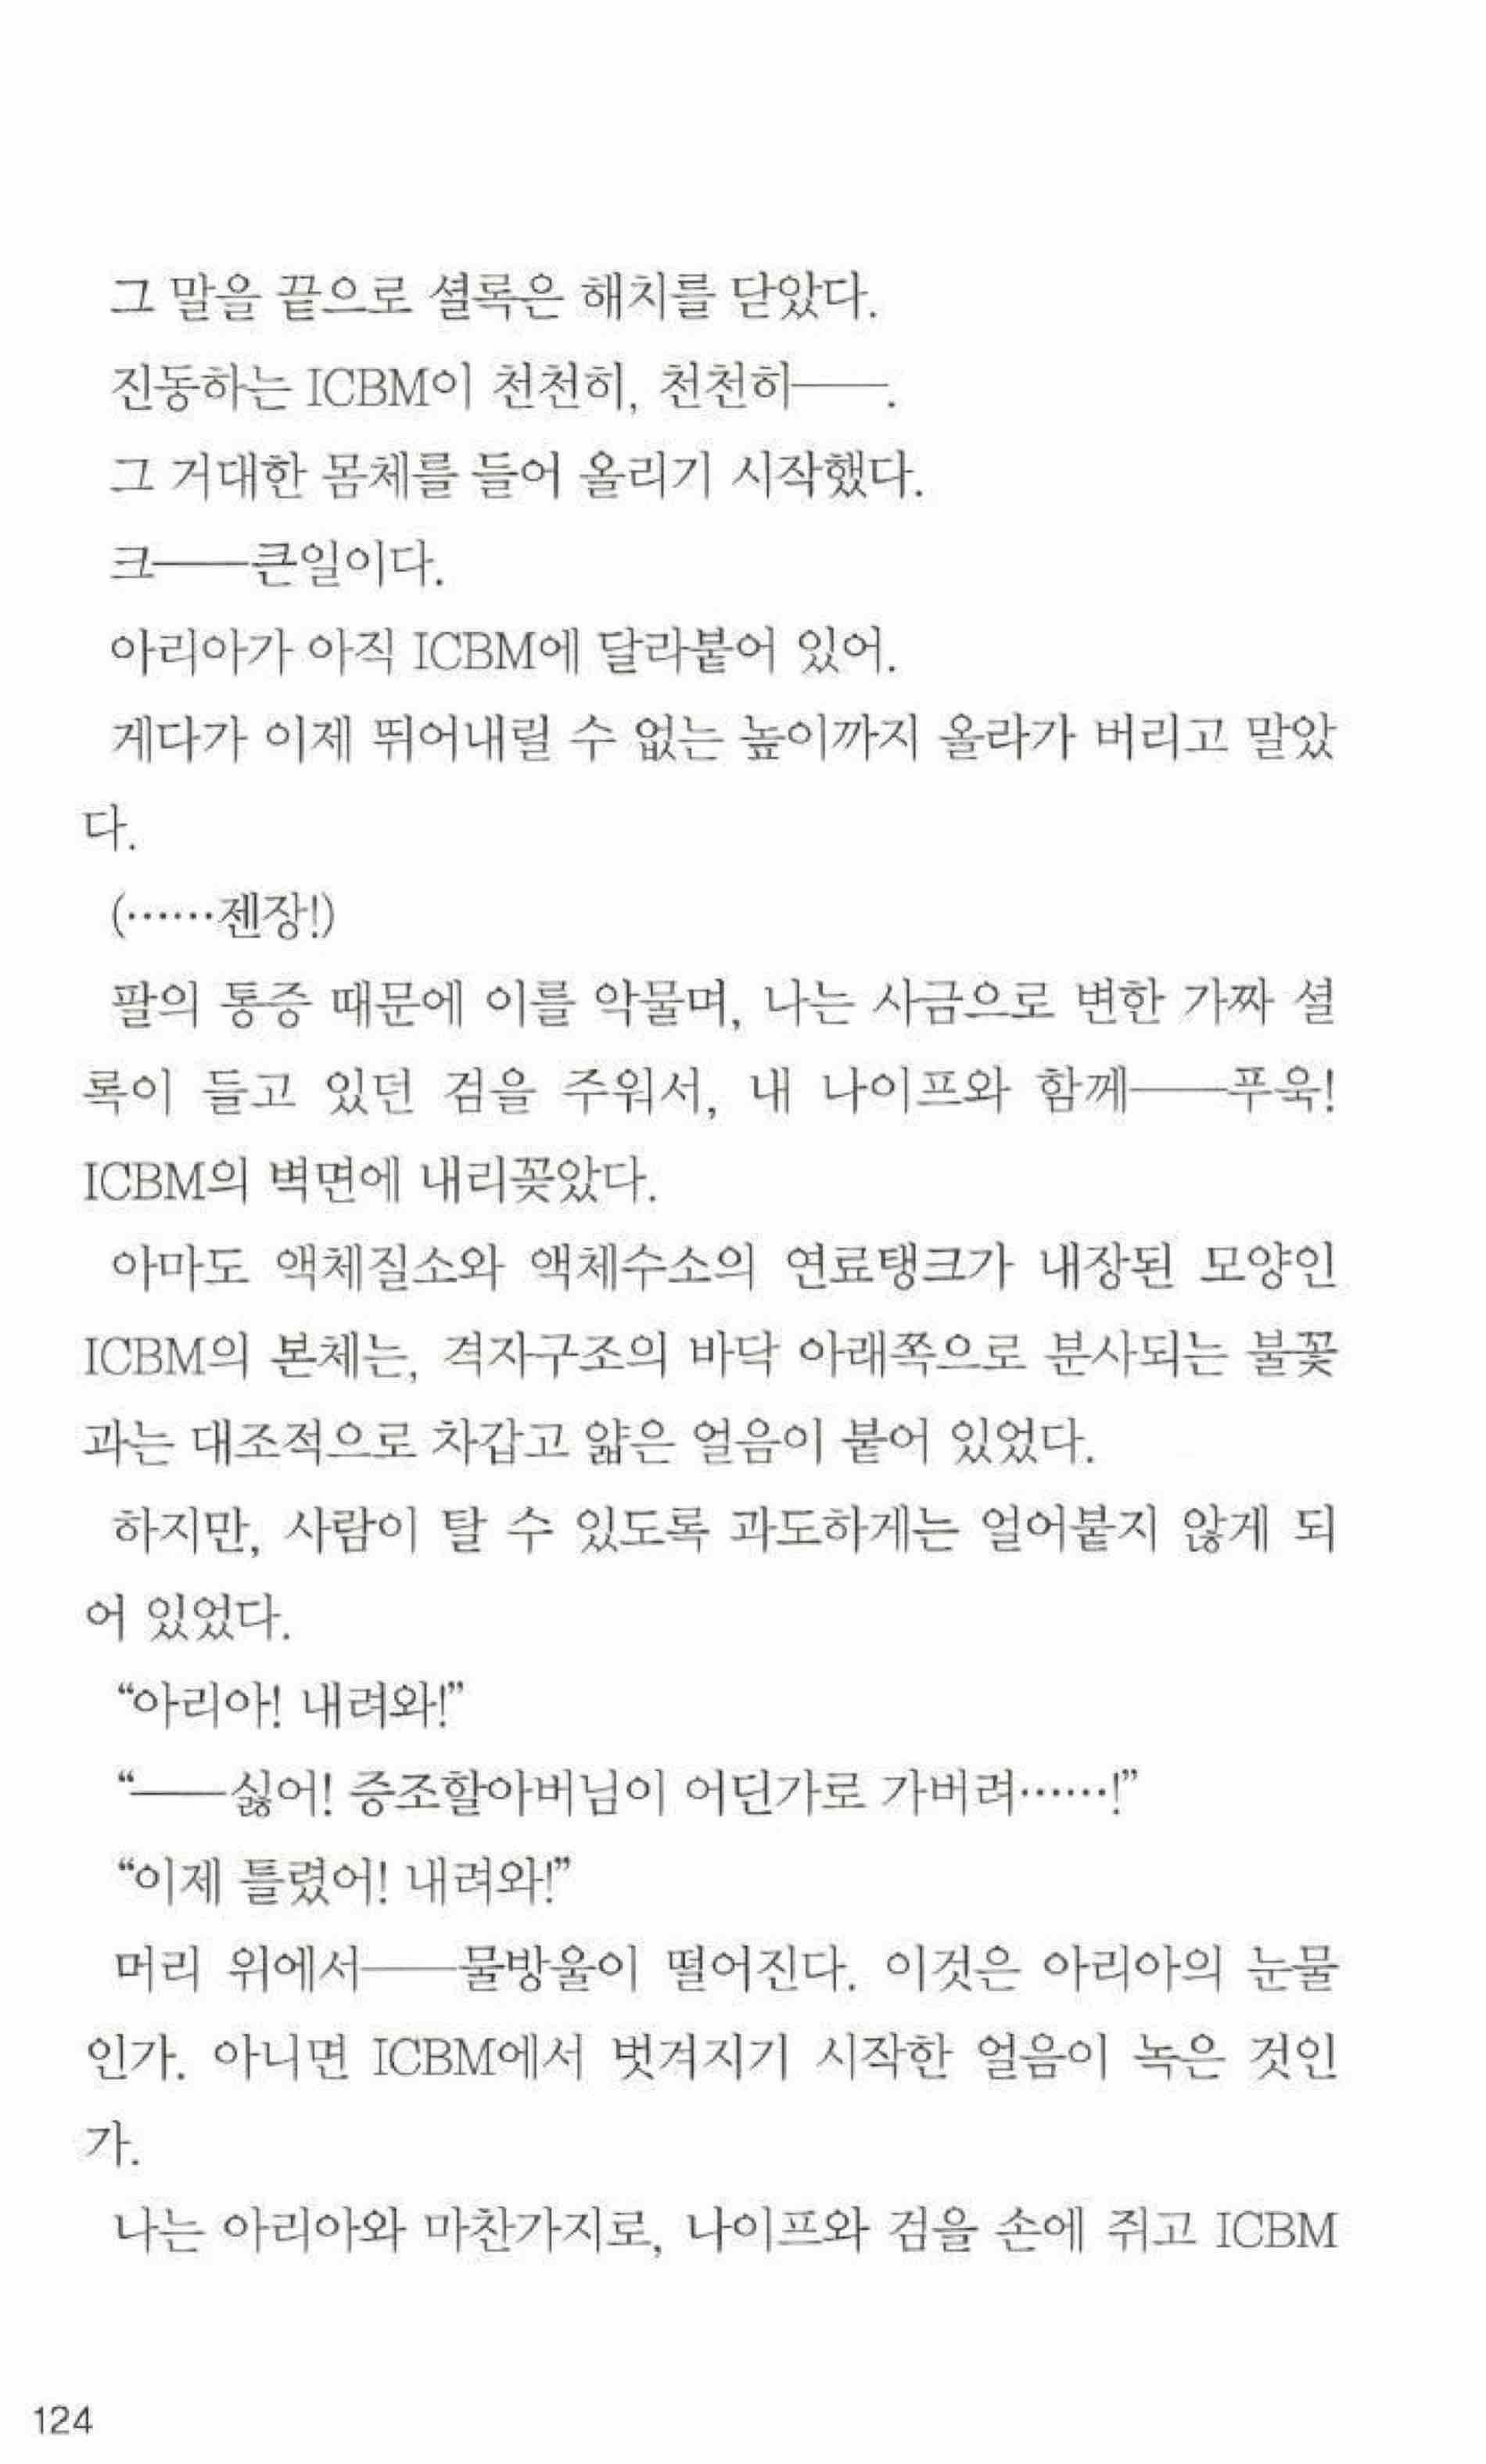 그 말을 끝으로 셜록은 해치를 닫았다.
진동하는 ICBM이 천천히, 천천히――.
그 거대한 몸체를 들어 올리기 시작했다.
크――큰일이다.
아리아가 아직 ICBM에 달라붙어 있어.
게다가 이제 뛰어내릴 수 없는 높이까지 올라가 버리고 말았
다.
(……젠장!)
팔의 통증 때문에 이를 악물며, 나는 사금으로 변한 가짜 셜
록이 들고 있던 검을 주워서, 내 나이프와 함께――푸욱!
ICBM의 벽면에 내리꽂았다.
아마도 액체질소와 액체수소의 연료탱크가 내장된 모양인
ICBM의 본체는, 격자구조의 바닥 아래쪽으로 분사되는 불꽃
과는 대조적으로 차갑고 얇은 얼음이 붙어 있었다.
하지만, 사람이 탈 수 있도록 과도하게는 얼어붙지 않게 되
어 있었다.
“아리아! 내려와!”
“――싫어! 증조할아버님이 어딘가로 가버려……!”
“이제 틀렸어! 내려와!”
머리 위에서――물방울이 떨어진다. 이것은 아리아의 눈물
인가. 아니면 ICBM에서 벗겨지기 시작한 얼음이 녹은 것인
가.
나는 아리아와 마찬가지로, 나이프와 검을 손에 쥐고 ICBM
124